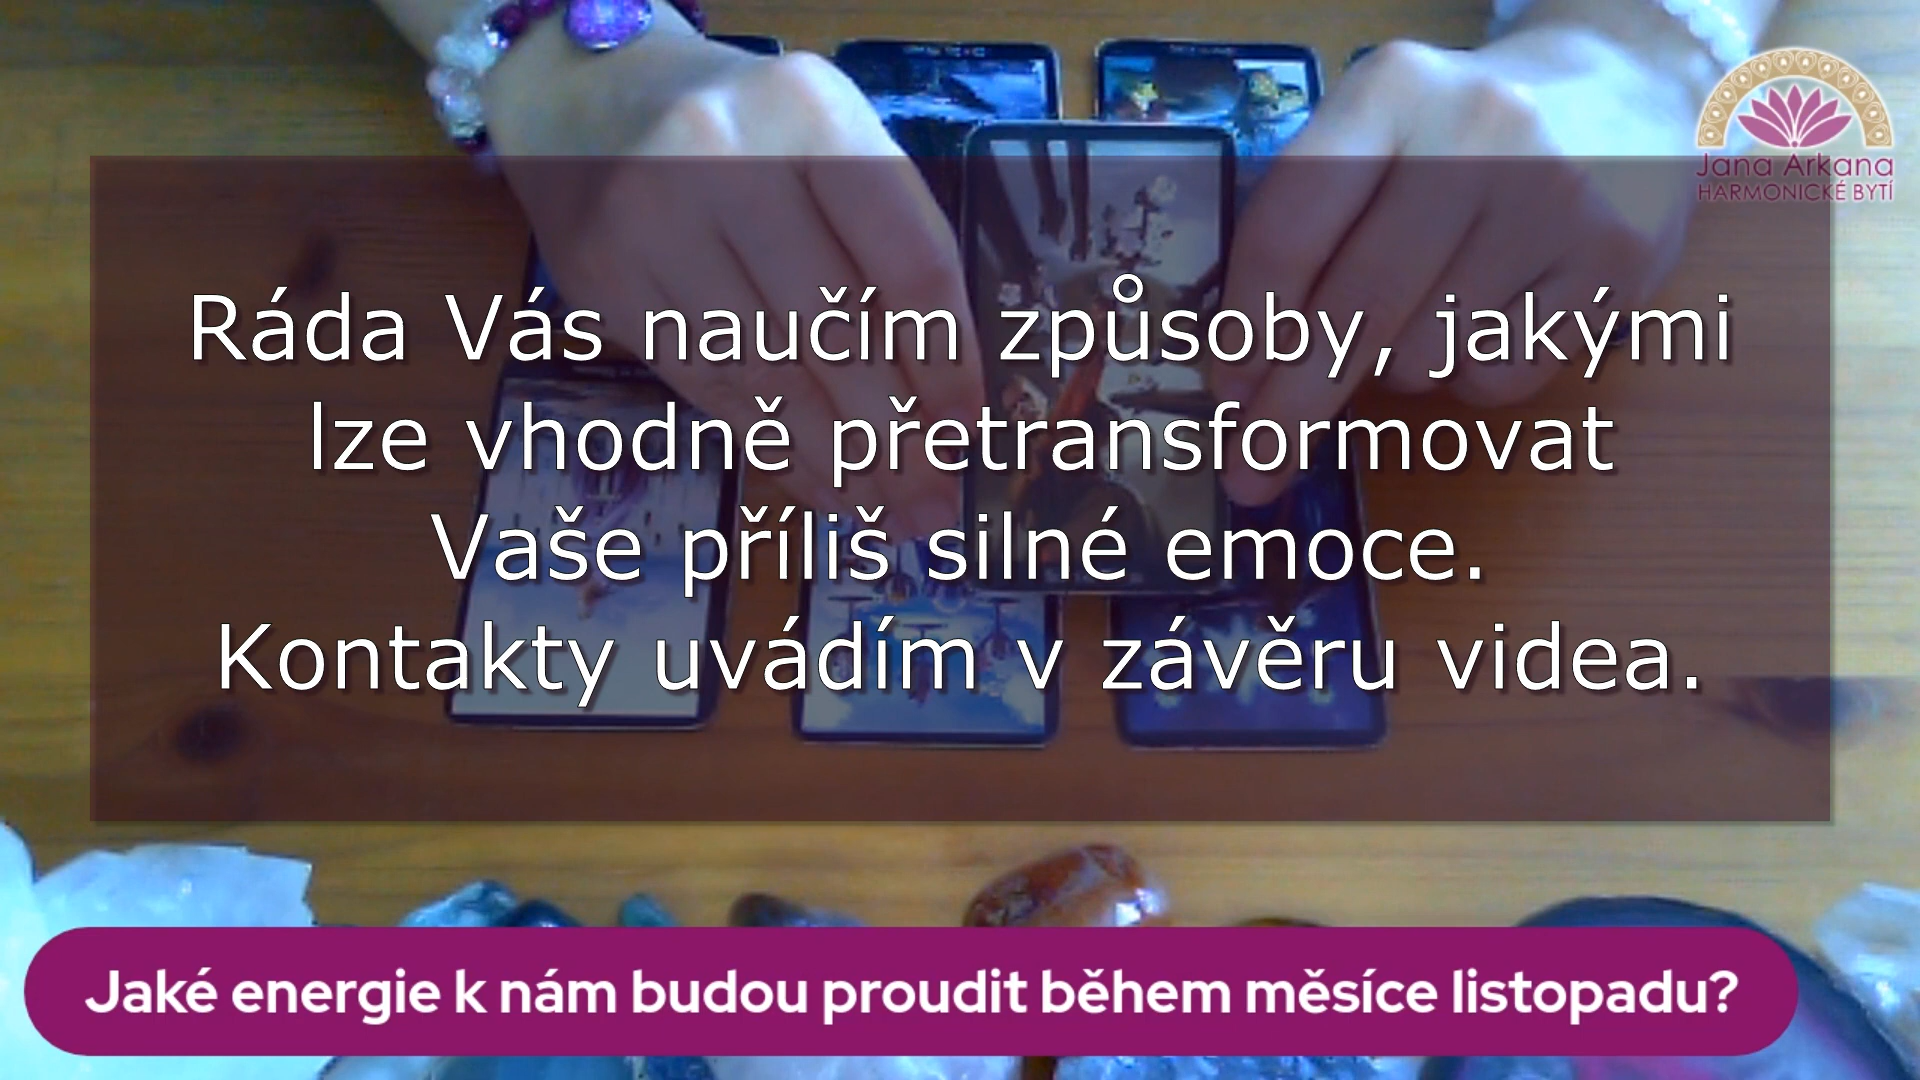 Jana Arkana
HARMONICKÉ BYTÍ
Ráda Vás naučím způsoby, jakými
lze vhodně přetransformovat
Vaše příliš silné emoce.
Kontakty uvádím v závěru videa.
Jaké energie k nám budou proudit během měsíce listopadu?